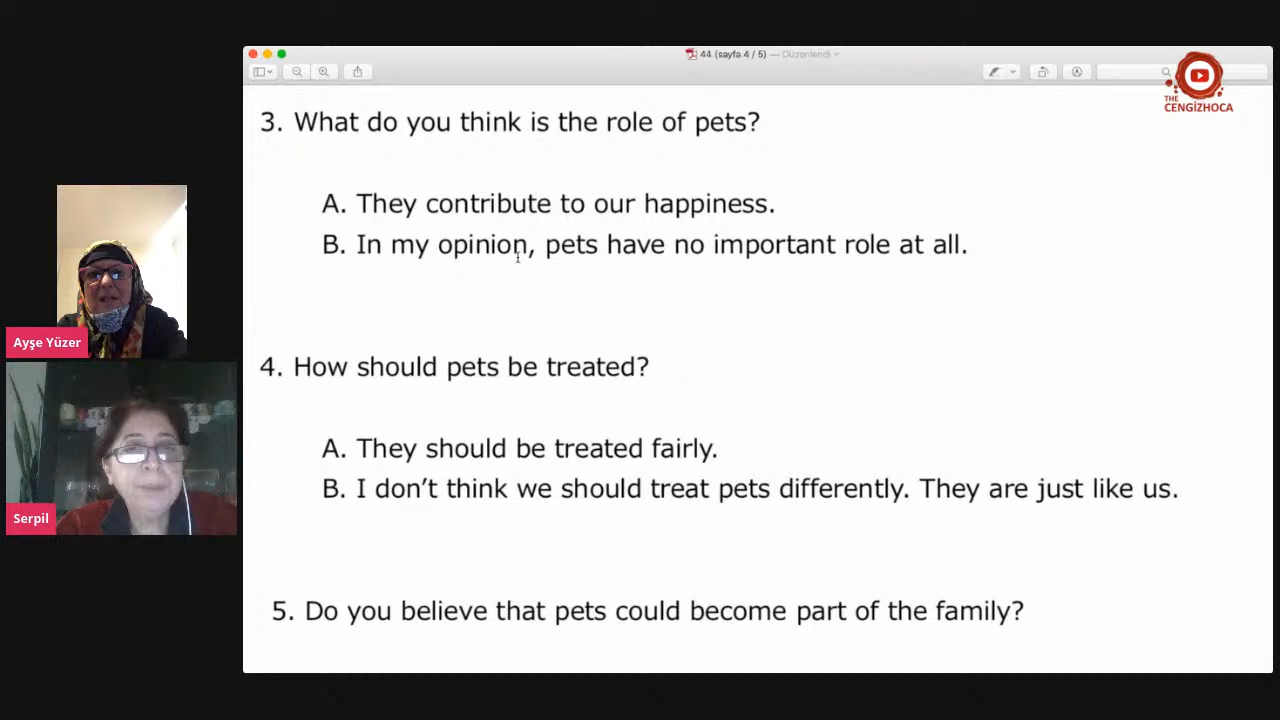 44 (sayfa 4 / 5) — Düzenlendi
THE
CENGİZHOCA
3. What do you think is the role of pets?
A. They contribute to our happiness.
B. In my opinion, pets have no important role at all.
4. How should pets be treated?
A. They should be treated fairly.
B. I don’t think we should treat pets differently. They are just like us.
5. Do you believe that pets could become part of the family?
Ayşe Yüzer
Serpil